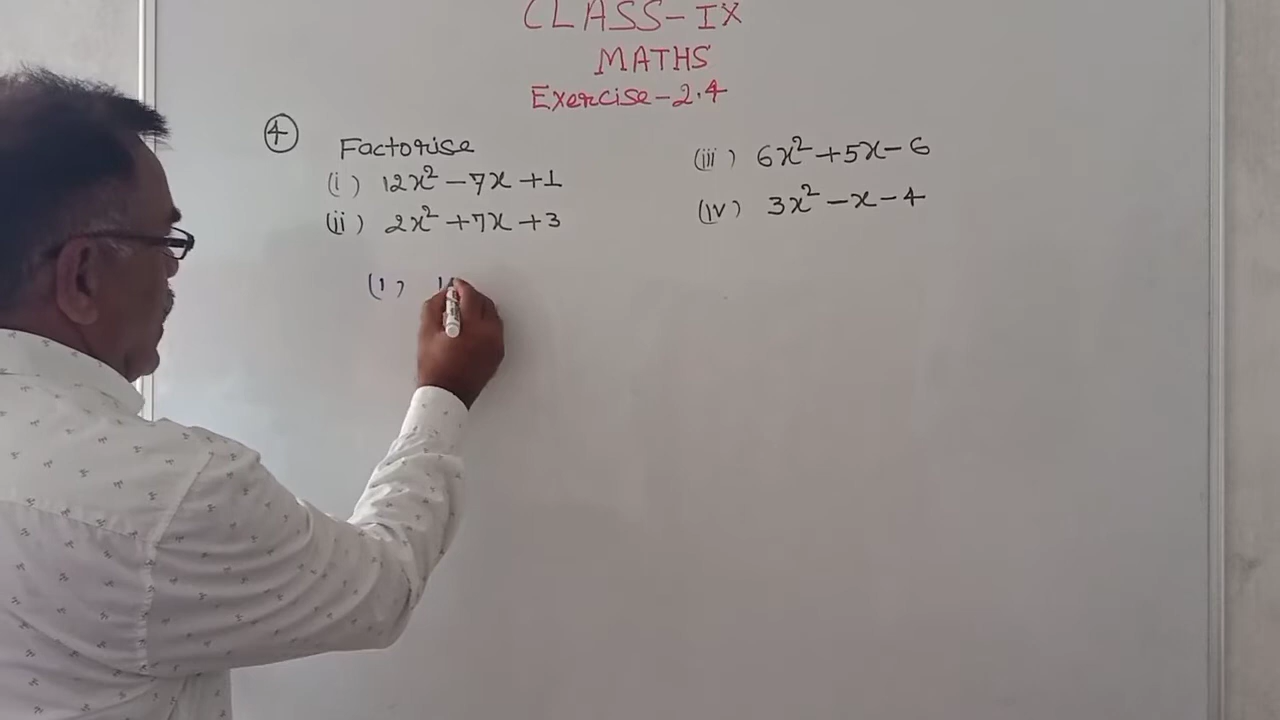 CLASS-IX
MATHS
Exercise-2.4
④ Factorise
(i) 12x² - 7x + 1
(ii) 2x² + 7x + 3
(iii) 6x² + 5x - 6
(iv) 3x² - x - 4
(i)